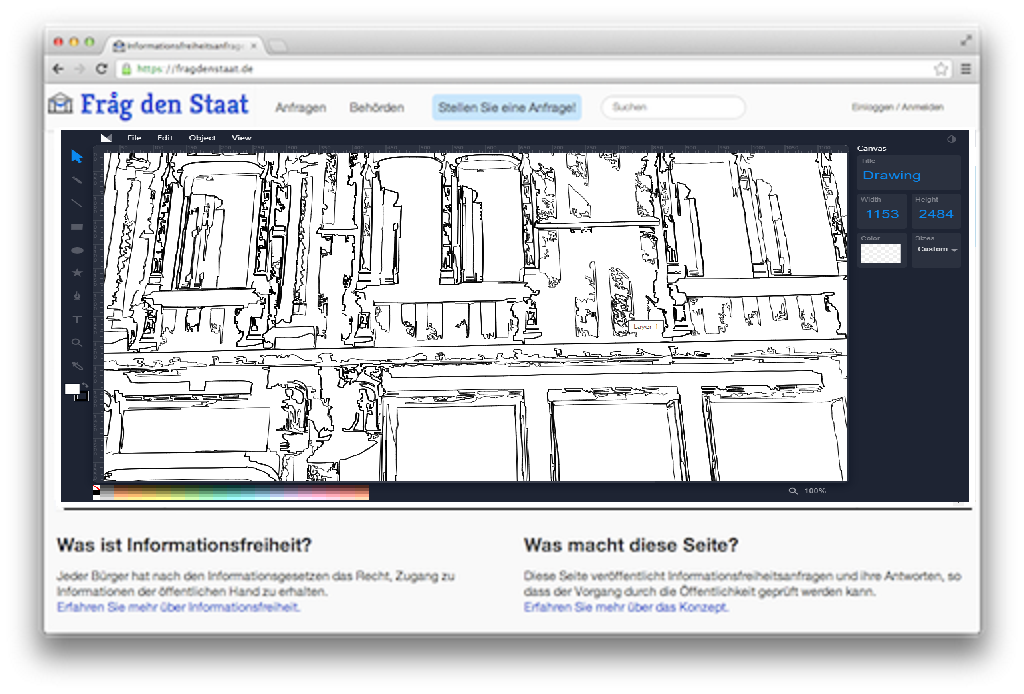 Informationsfreiheitsanfrage
https://fragdenstaat.de
Fråg den Staat
Anfragen
Behörden
Stellen Sie eine Anfrage!
Suchen
Einloggen / Anmelden
File Edit Object View
Canvas
Title
Drawing
Width Height
1153 2484
Color Sizes
Custom
Layer 1
100%
Was ist Informationsfreiheit?
Jeder Bürger hat nach den Informationsgesetzen das Recht, Zugang zu
Informationen der öffentlichen Hand zu erhalten.
Erfahren Sie mehr über Informationsfreiheit.
Was macht diese Seite?
Diese Seite veröffentlicht Informationsfreiheitsanfragen und ihre Antworten, so
dass der Vorgang durch die Öffentlichkeit geprüft werden kann.
Erfahren Sie mehr über das Konzept.